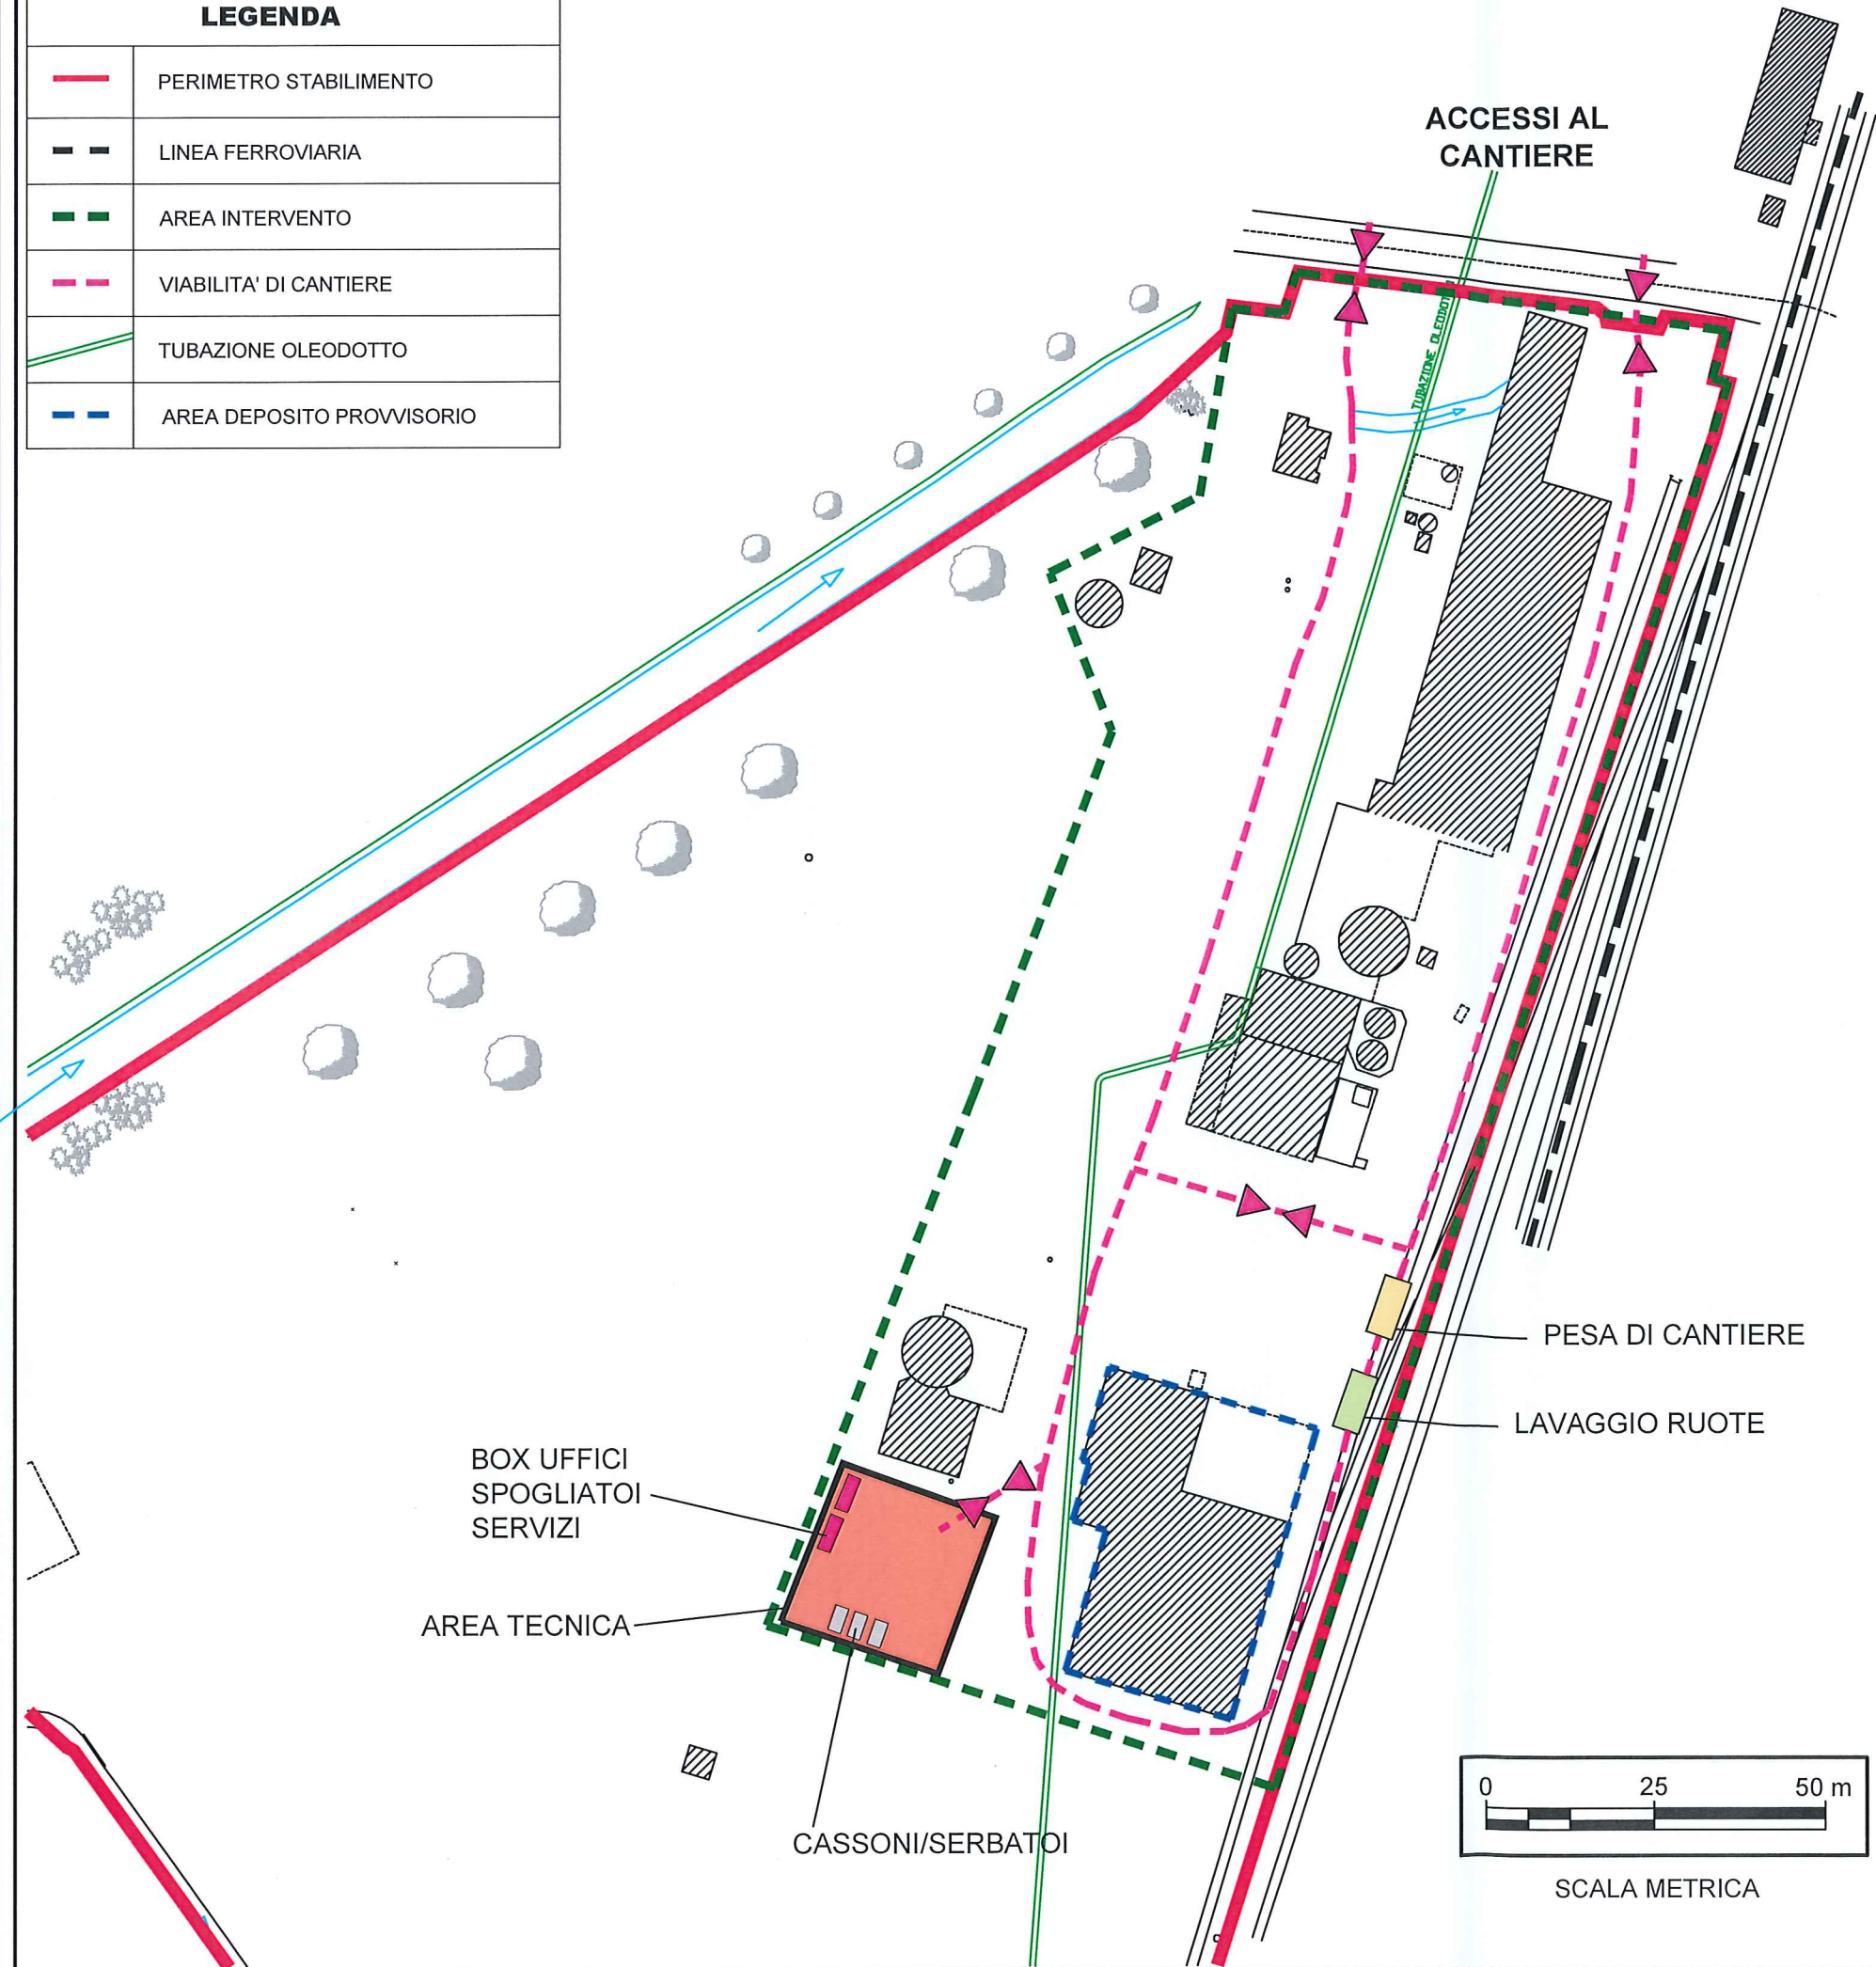 LEGENDA
PERIMETRO STABILIMENTO
LINEA FERROVIARIA
AREA INTERVENTO
VIABILITA' DI CANTIERE
TUBAZIONE OLEODOTTO
AREA DEPOSITO PROVVISORIO
ACCESSI AL
CANTIERE
TUBAZIONE OLEODOTTO
PESA DI CANTIERE
LAVAGGIO RUOTE
BOX UFFICI
SPOGLIATOI
SERVIZI
AREA TECNICA
CASSONI/SERBATOI
0 25 50 m
SCALA METRICA